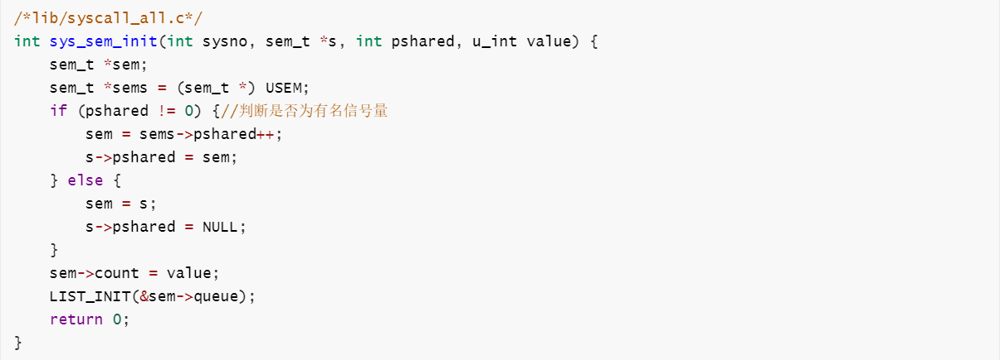 /*lib/syscall_all.c*/
int sys_sem_init(int sysno, sem_t *s, int pshared, u_int value) {
    sem_t *sem;
    sem_t *sems = (sem_t *) USEM;
    if (pshared != 0) {//判断是否为有名信号量
        sem = sems->pshared++;
        s->pshared = sem;
    } else {
        sem = s;
        s->pshared = NULL;
    }
    sem->count = value;
    LIST_INIT(&sem->queue);
    return 0;
}